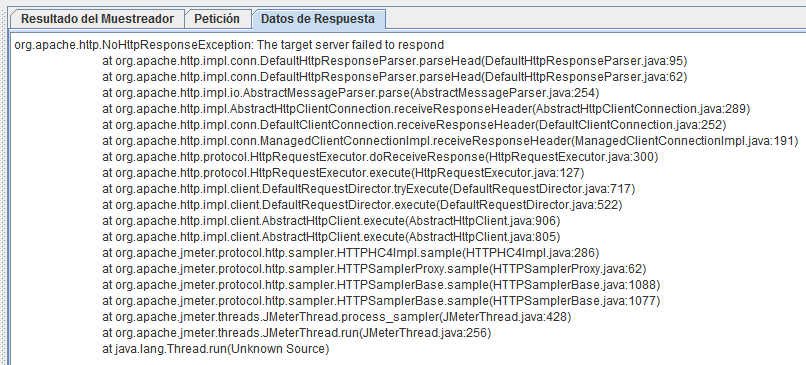 Resultado del Muestreador Petición Datos de Respuesta
org.apache.http.NoHttpResponseException: The target server failed to respond
at org.apache.http.impl.conn.DefaultHttpResponseParser.parseHead(DefaultHttpResponseParser.java:95)
at org.apache.http.impl.conn.DefaultHttpResponseParser.parseHead(DefaultHttpResponseParser.java:62)
at org.apache.http.impl.io.AbstractMessageParser.parse(AbstractMessageParser.java:254)
at org.apache.http.impl.AbstractHttpClientConnection.receiveResponseHeader(AbstractHttpClientConnection.java:289)
at org.apache.http.impl.conn.DefaultClientConnection.receiveResponseHeader(DefaultClientConnection.java:252)
at org.apache.http.impl.conn.ManagedClientConnectionImpl.receiveResponseHeader(ManagedClientConnectionImpl.java:191)
at org.apache.http.protocol.HttpRequestExecutor.doReceiveResponse(HttpRequestExecutor.java:300)
at org.apache.http.protocol.HttpRequestExecutor.execute(HttpRequestExecutor.java:127)
at org.apache.http.impl.client.DefaultRequestDirector.tryExecute(DefaultRequestDirector.java:717)
at org.apache.http.impl.client.DefaultRequestDirector.execute(DefaultRequestDirector.java:522)
at org.apache.http.impl.client.AbstractHttpClient.execute(AbstractHttpClient.java:906)
at org.apache.http.impl.client.AbstractHttpClient.execute(AbstractHttpClient.java:805)
at org.apache.jmeter.protocol.http.sampler.HTTPHC4Impl.sample(HTTPHC4Impl.java:286)
at org.apache.jmeter.protocol.http.sampler.HTTPSamplerProxy.sample(HTTPSamplerProxy.java:62)
at org.apache.jmeter.protocol.http.sampler.HTTPSamplerBase.sample(HTTPSamplerBase.java:1088)
at org.apache.jmeter.protocol.http.sampler.HTTPSamplerBase.sample(HTTPSamplerBase.java:1077)
at org.apache.jmeter.threads.JMeterThread.process_sampler(JMeterThread.java:428)
at org.apache.jmeter.threads.JMeterThread.run(JMeterThread.java:256)
at java.lang.Thread.run(Unknown Source)